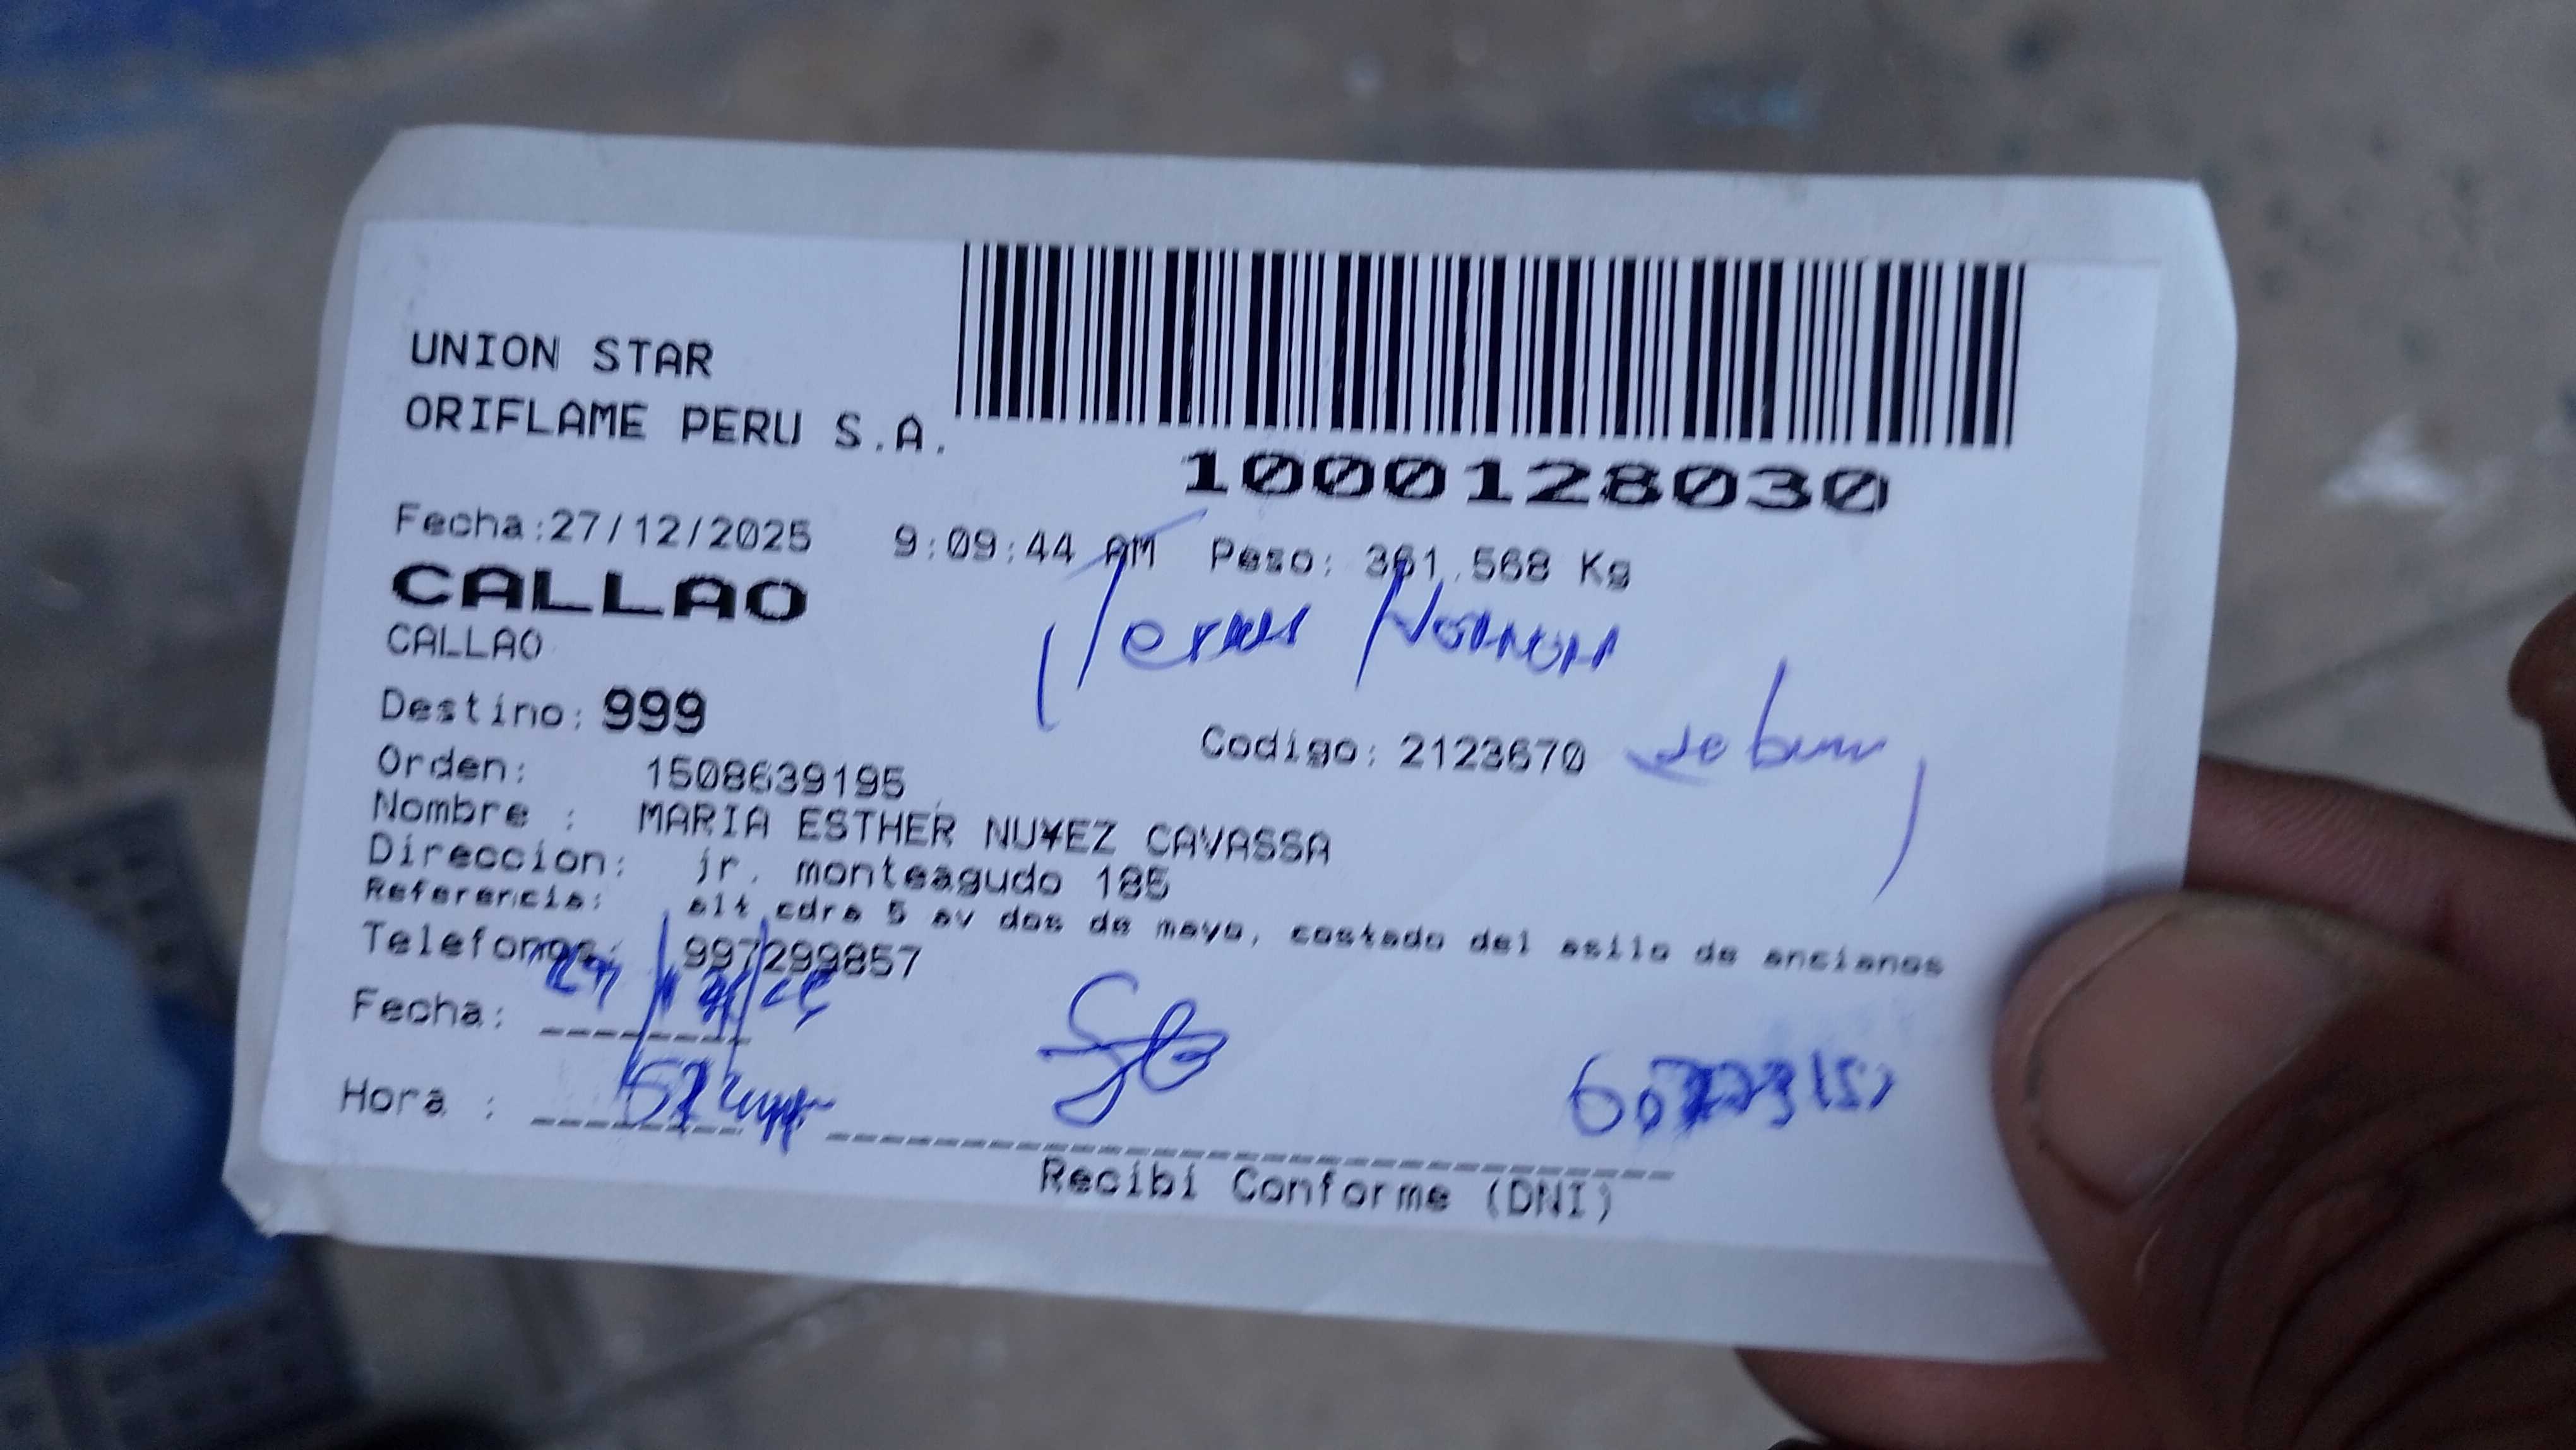 UNION STAR
ORIFLAME PERU S.A.
1000128030
Fecha:27/12/2025 9:09:44 AM Peso: 361.568 Kg
CALLAO
CALLAO
Destino: 999
Orden: 1508639195 Codigo: 2123670
Nombre : MARIA ESTHER NU¥EZ CAVASSA
Direccion: jr. monteagudo 185
Referencia: alt cdra 5 av dos de mayo, costado del asilo de ancianos
Telefonos: 997299857
Fecha:
Hora :
Recibi Conforme (DNI)